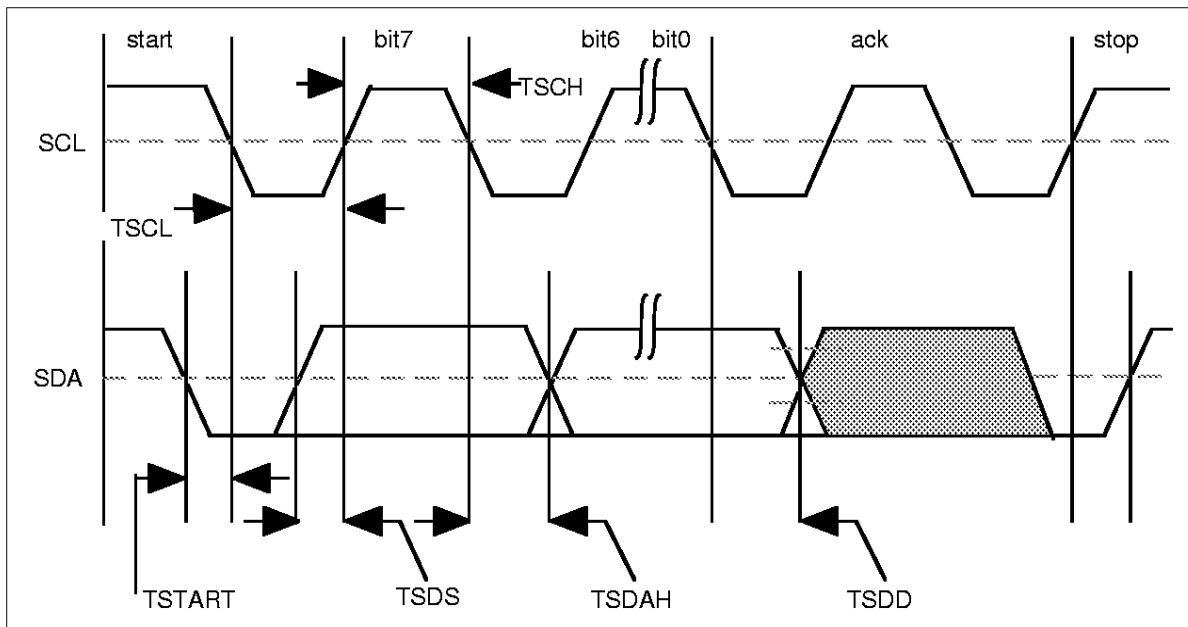 start bit7 bit6 bit0 ack stop
TSCH
SCL
TSCL
SDA
TSTART TSDS TSDAH TSDD